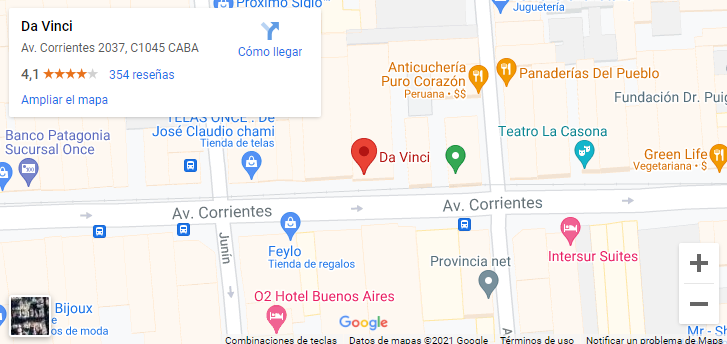 Próximo Siglo
Juguetería
Da Vinci
Av. Corrientes 2037, C1045 CABA
4,1
354 reseñas
Ampliar el mapa
Cómo llegar
Anticuchería
Puro Corazón
Peruana • $$
Panaderías Del Pueblo
Fundación Dr. Puig
TELAS ONCE . De
José Claudio chami
Tienda de telas
Banco Patagonia
Sucursal Once
Da Vinci
Teatro La Casona
Green Life
Vegetariana • $
Av. Corrientes
Av. Corrientes
Junín
Feylo
Tienda de regalos
Intersur Suites
Provincia net
O2 Hotel Buenos Aires
Bijoux
os de moda
Google
Mr - S
A
Combinaciones de teclas
Datos de mapas ©2021 Google
Términos de uso
Notificar un problema de Maps